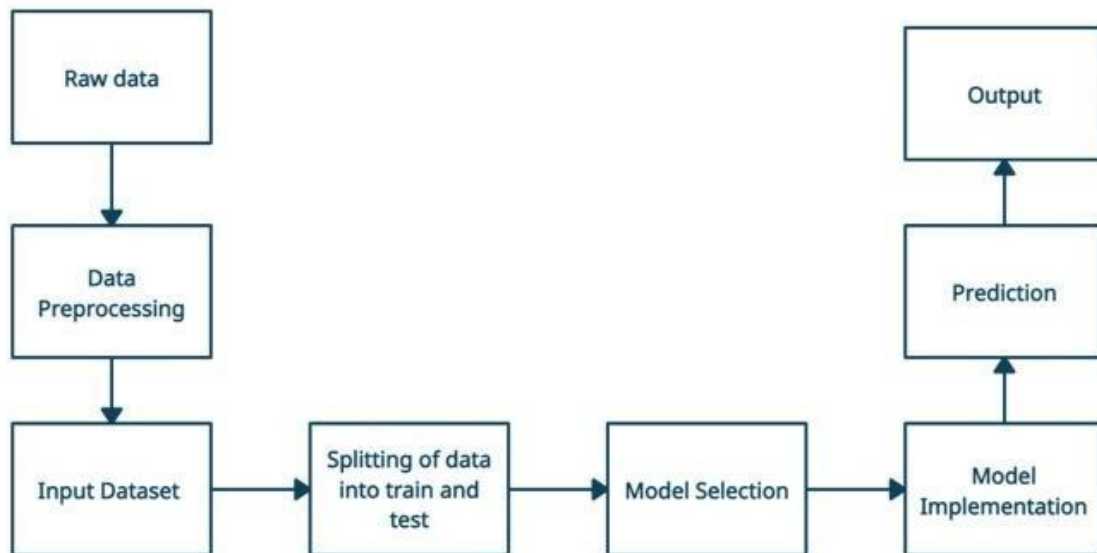 Raw data
Data
Preprocessing
Input Dataset
Splitting of data
into train and
test
Model Selection
Model
Implementation
Prediction
Output